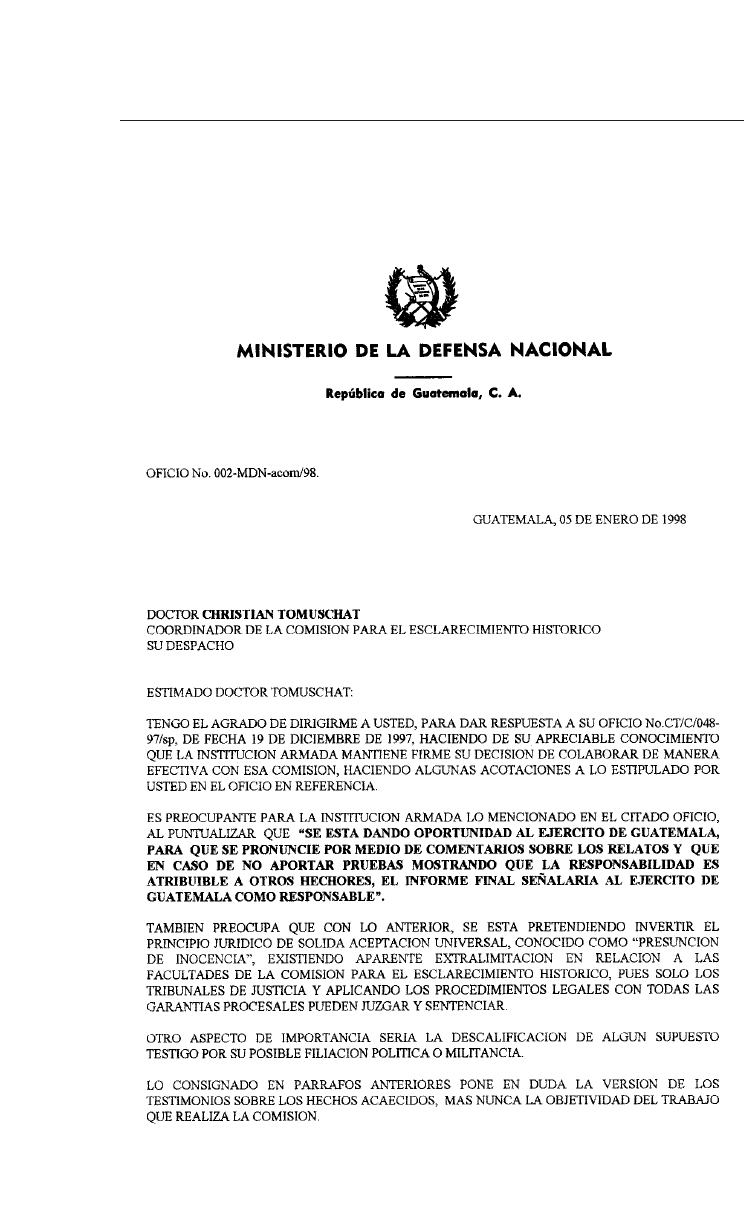 MINISTERIO DE LA DEFENSA NACIONAL
República de Guatemala, C. A.
OFICIO No. 002-MDN-acom/98.
GUATEMALA, 05 DE ENERO DE 1998
DOCTOR CHRISTIAN TOMUSCHAT
COORDINADOR DE LA COMISION PARA EL ESCLARECIMIENTO HISTORICO
SU DESPACHO
ESTIMADO DOCTOR TOMUSCHAT:
TENGO EL AGRADO DE DIRIGIRME A USTED, PARA DAR RESPUESTA A SU OFICIO No.CT/C/048-
97/sp, DE FECHA 19 DE DICIEMBRE DE 1997, HACIENDO DE SU APRECIABLE CONOCIMIENTO
QUE LA INSTITUCION ARMADA MANTIENE FIRME SU DECISION DE COLABORAR DE MANERA
EFECTIVA CON ESA COMISION, HACIENDO ALGUNAS ACOTACIONES A LO ESTIPULADO POR
USTED EN EL OFICIO EN REFERENCIA.
ES PREOCUPANTE PARA LA INSTITUCION ARMADA LO MENCIONADO EN EL CITADO OFICIO,
AL PUNTUALIZAR QUE "SE ESTA DANDO OPORTUNIDAD AL EJERCITO DE GUATEMALA,
PARA QUE SE PRONUNCIE POR MEDIO DE COMENTARIOS SOBRE LOS RELATOS Y QUE
EN CASO DE NO APORTAR PRUEBAS MOSTRANDO QUE LA RESPONSABILIDAD ES
ATRIBUIBLE A OTROS HECHORES, EL INFORME FINAL SEÑALARIA AL EJERCITO DE
GUATEMALA COMO RESPONSABLE".
TAMBIEN PREOCUPA QUE CON LO ANTERIOR, SE ESTA PRETENDIENDO INVERTIR EL
PRINCIPIO JURIDICO DE SOLIDA ACEPTACION UNIVERSAL, CONOCIDO COMO "PRESUNCION
DE INOCENCIA", EXISTIENDO APARENTE EXTRALIMITACION EN RELACION A LAS
FACULTADES DE LA COMISION PARA EL ESCLARECIMIENTO HISTORICO, PUES SOLO LOS
TRIBUNALES DE JUSTICIA Y APLICANDO LOS PROCEDIMIENTOS LEGALES CON TODAS LAS
GARANTIAS PROCESALES PUEDEN JUZGAR Y SENTENCIAR.
OTRO ASPECTO DE IMPORTANCIA SERIA LA DESCALIFICACION DE ALGUN SUPUESTO
TESTIGO POR SU POSIBLE FILIACION POLITICA O MILITANCIA.
LO CONSIGNADO EN PARRAFOS ANTERIORES PONE EN DUDA LA VERSION DE LOS
TESTIMONIOS SOBRE LOS HECHOS ACAECIDOS, MAS NUNCA LA OBJETIVIDAD DEL TRABAJO
QUE REALIZA LA COMISION.